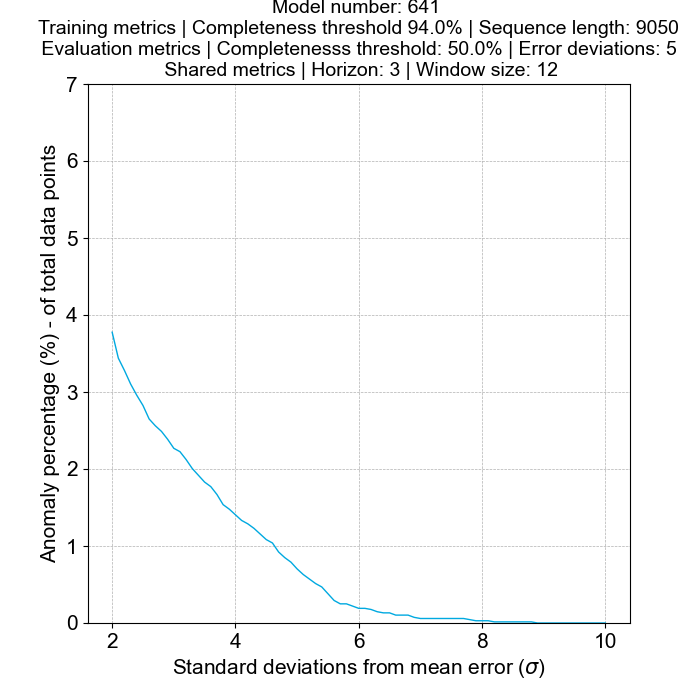 Model number: 641
Training metrics | Completeness threshold 94.0% | Sequence length: 9050
Evaluation metrics | Completenesss threshold: 50.0% | Error deviations: 5
Shared metrics | Horizon: 3 | Window size: 12
7
6
5
4
3
2
1
0
Anomaly percentage (%) - of total data points
2 4 6 8 10
Standard deviations from mean error (σ)